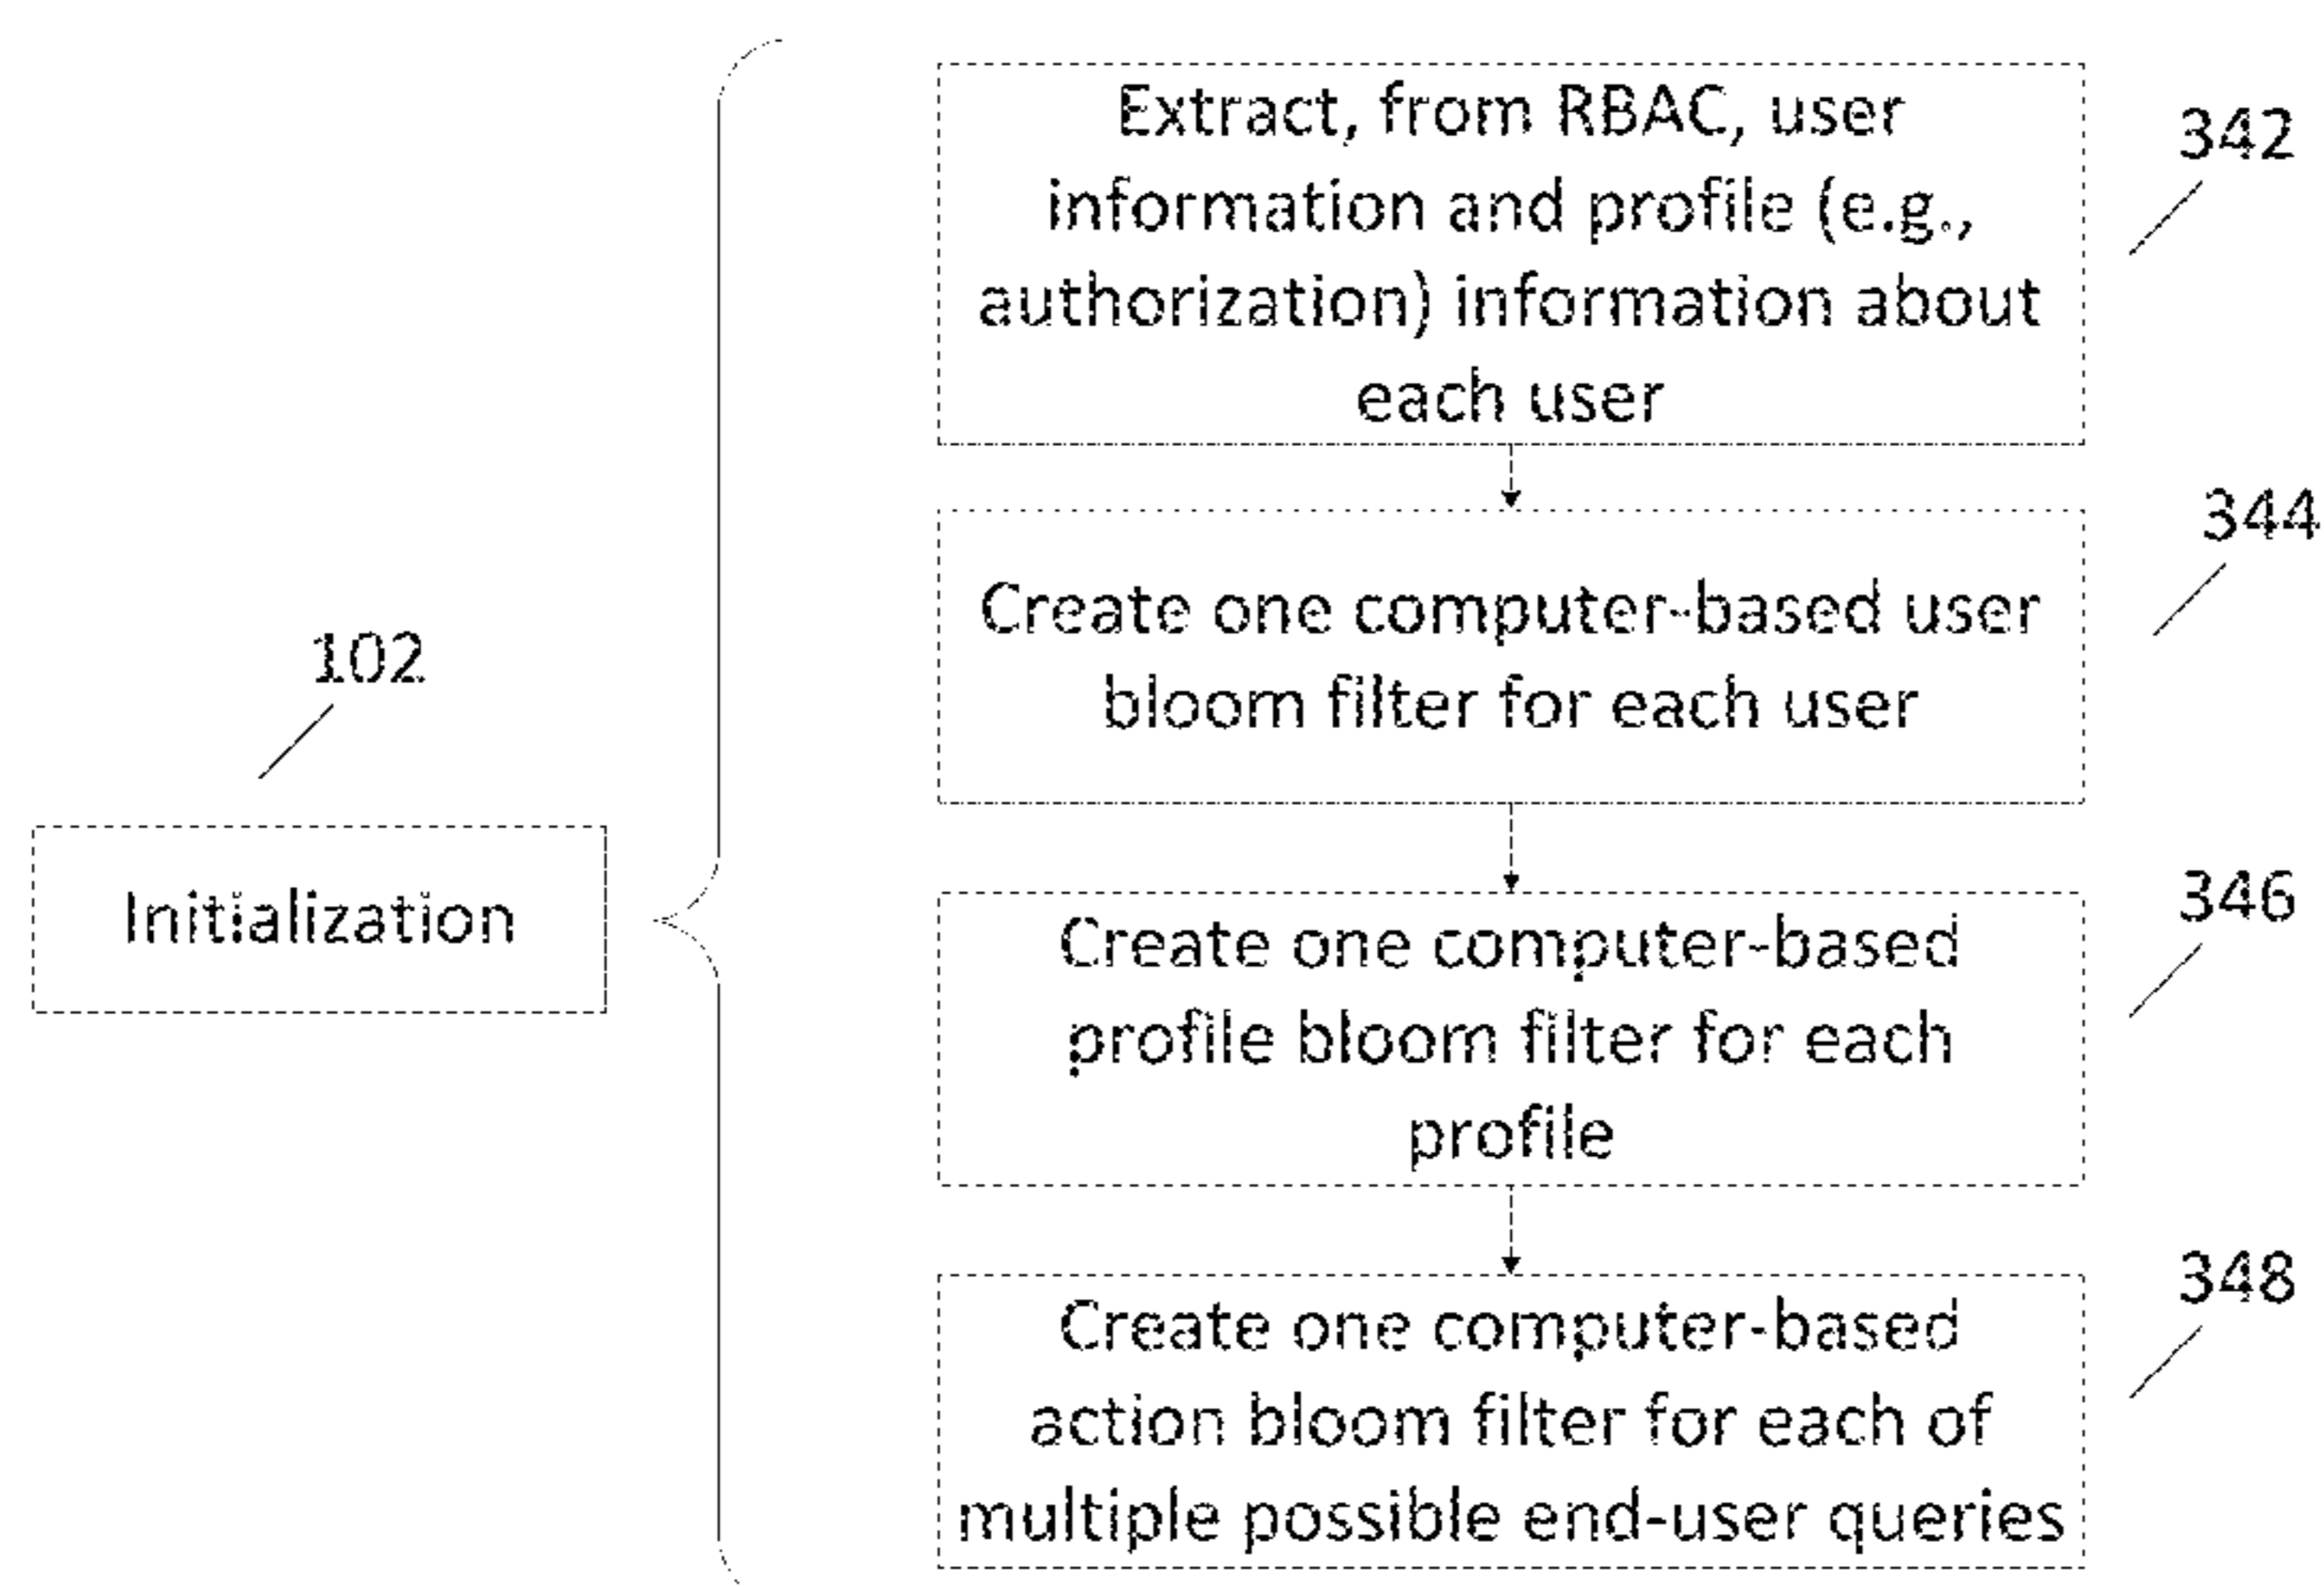 Extract, from RBAC, user
information and profile (e.g.,
authorization) information about
each user
342
Create one computer-based user
bloom filter for each user
344
102
Initialization
Create one computer-based
profile bloom filter for each
profile
346
Create one computer-based
action bloom filter for each of
multiple possible end-user queries
348